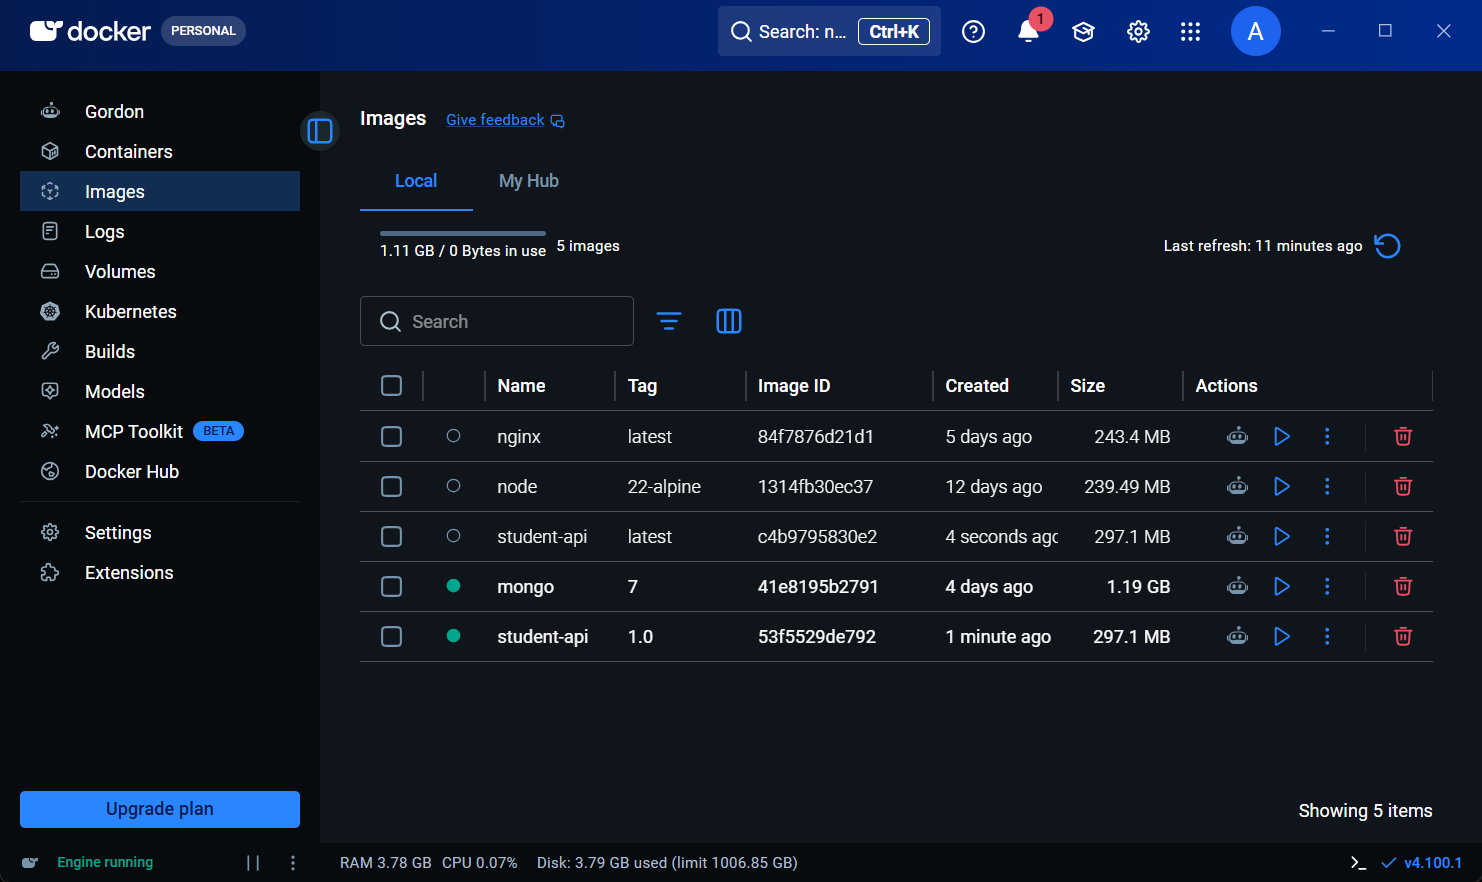 docker PERSONAL Search: n... Ctrl+K 1 A
Gordon
Containers
Images
Logs
Volumes
Kubernetes
Builds
Models
MCP Toolkit BETA
Docker Hub
Settings
Extensions
Upgrade plan
Images Give feedback
Local My Hub
1.11 GB / 0 Bytes in use 5 images Last refresh: 11 minutes ago
Search
Name Tag Image ID Created Size Actions
nginx latest 84f7876d21d1 5 days ago 243.4 MB
node 22-alpine 1314fb30ec37 12 days ago 239.49 MB
student-api latest c4b9795830e2 4 seconds agc 297.1 MB
mongo 7 41e8195b2791 4 days ago 1.19 GB
student-api 1.0 53f5529de792 1 minute ago 297.1 MB
Showing 5 items
Engine running RAM 3.78 GB CPU 0.07% Disk: 3.79 GB used (limit 1006.85 GB) v4.100.1